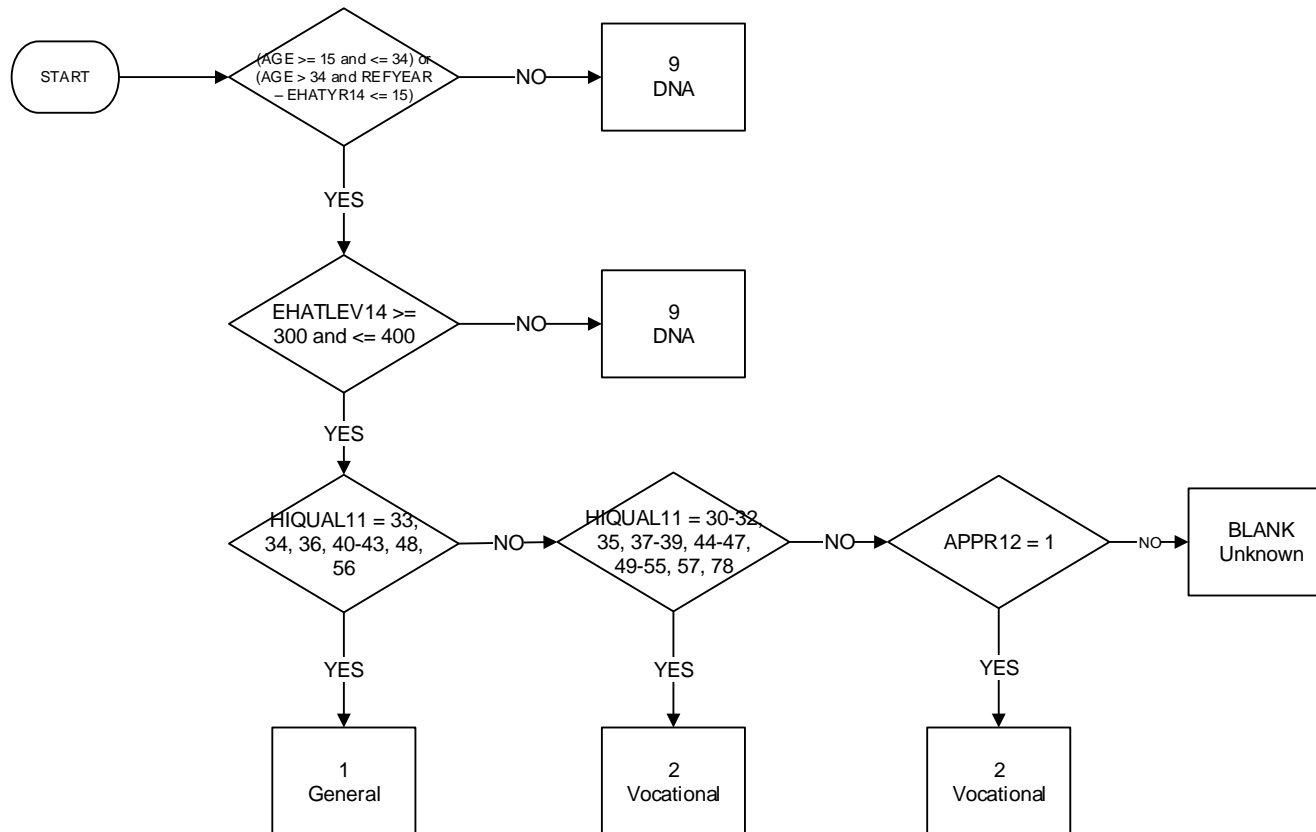 START
(AGE >= 15 and <= 34) or
(AGE > 34 and REFYEAR
– EHATYR14 <= 15)
NO
9
DNA
YES
EHATLEV14 >=
300 and <= 400
NO
9
DNA
YES
HIQUAL11 = 33,
34, 36, 40-43, 48,
56
NO
HIQUAL11 = 30-32,
35, 37-39, 44-47,
49-55, 57, 78
NO
APPR12 = 1
NO
BLANK
Unknown
YES
YES
YES
1
General
2
Vocational
2
Vocational